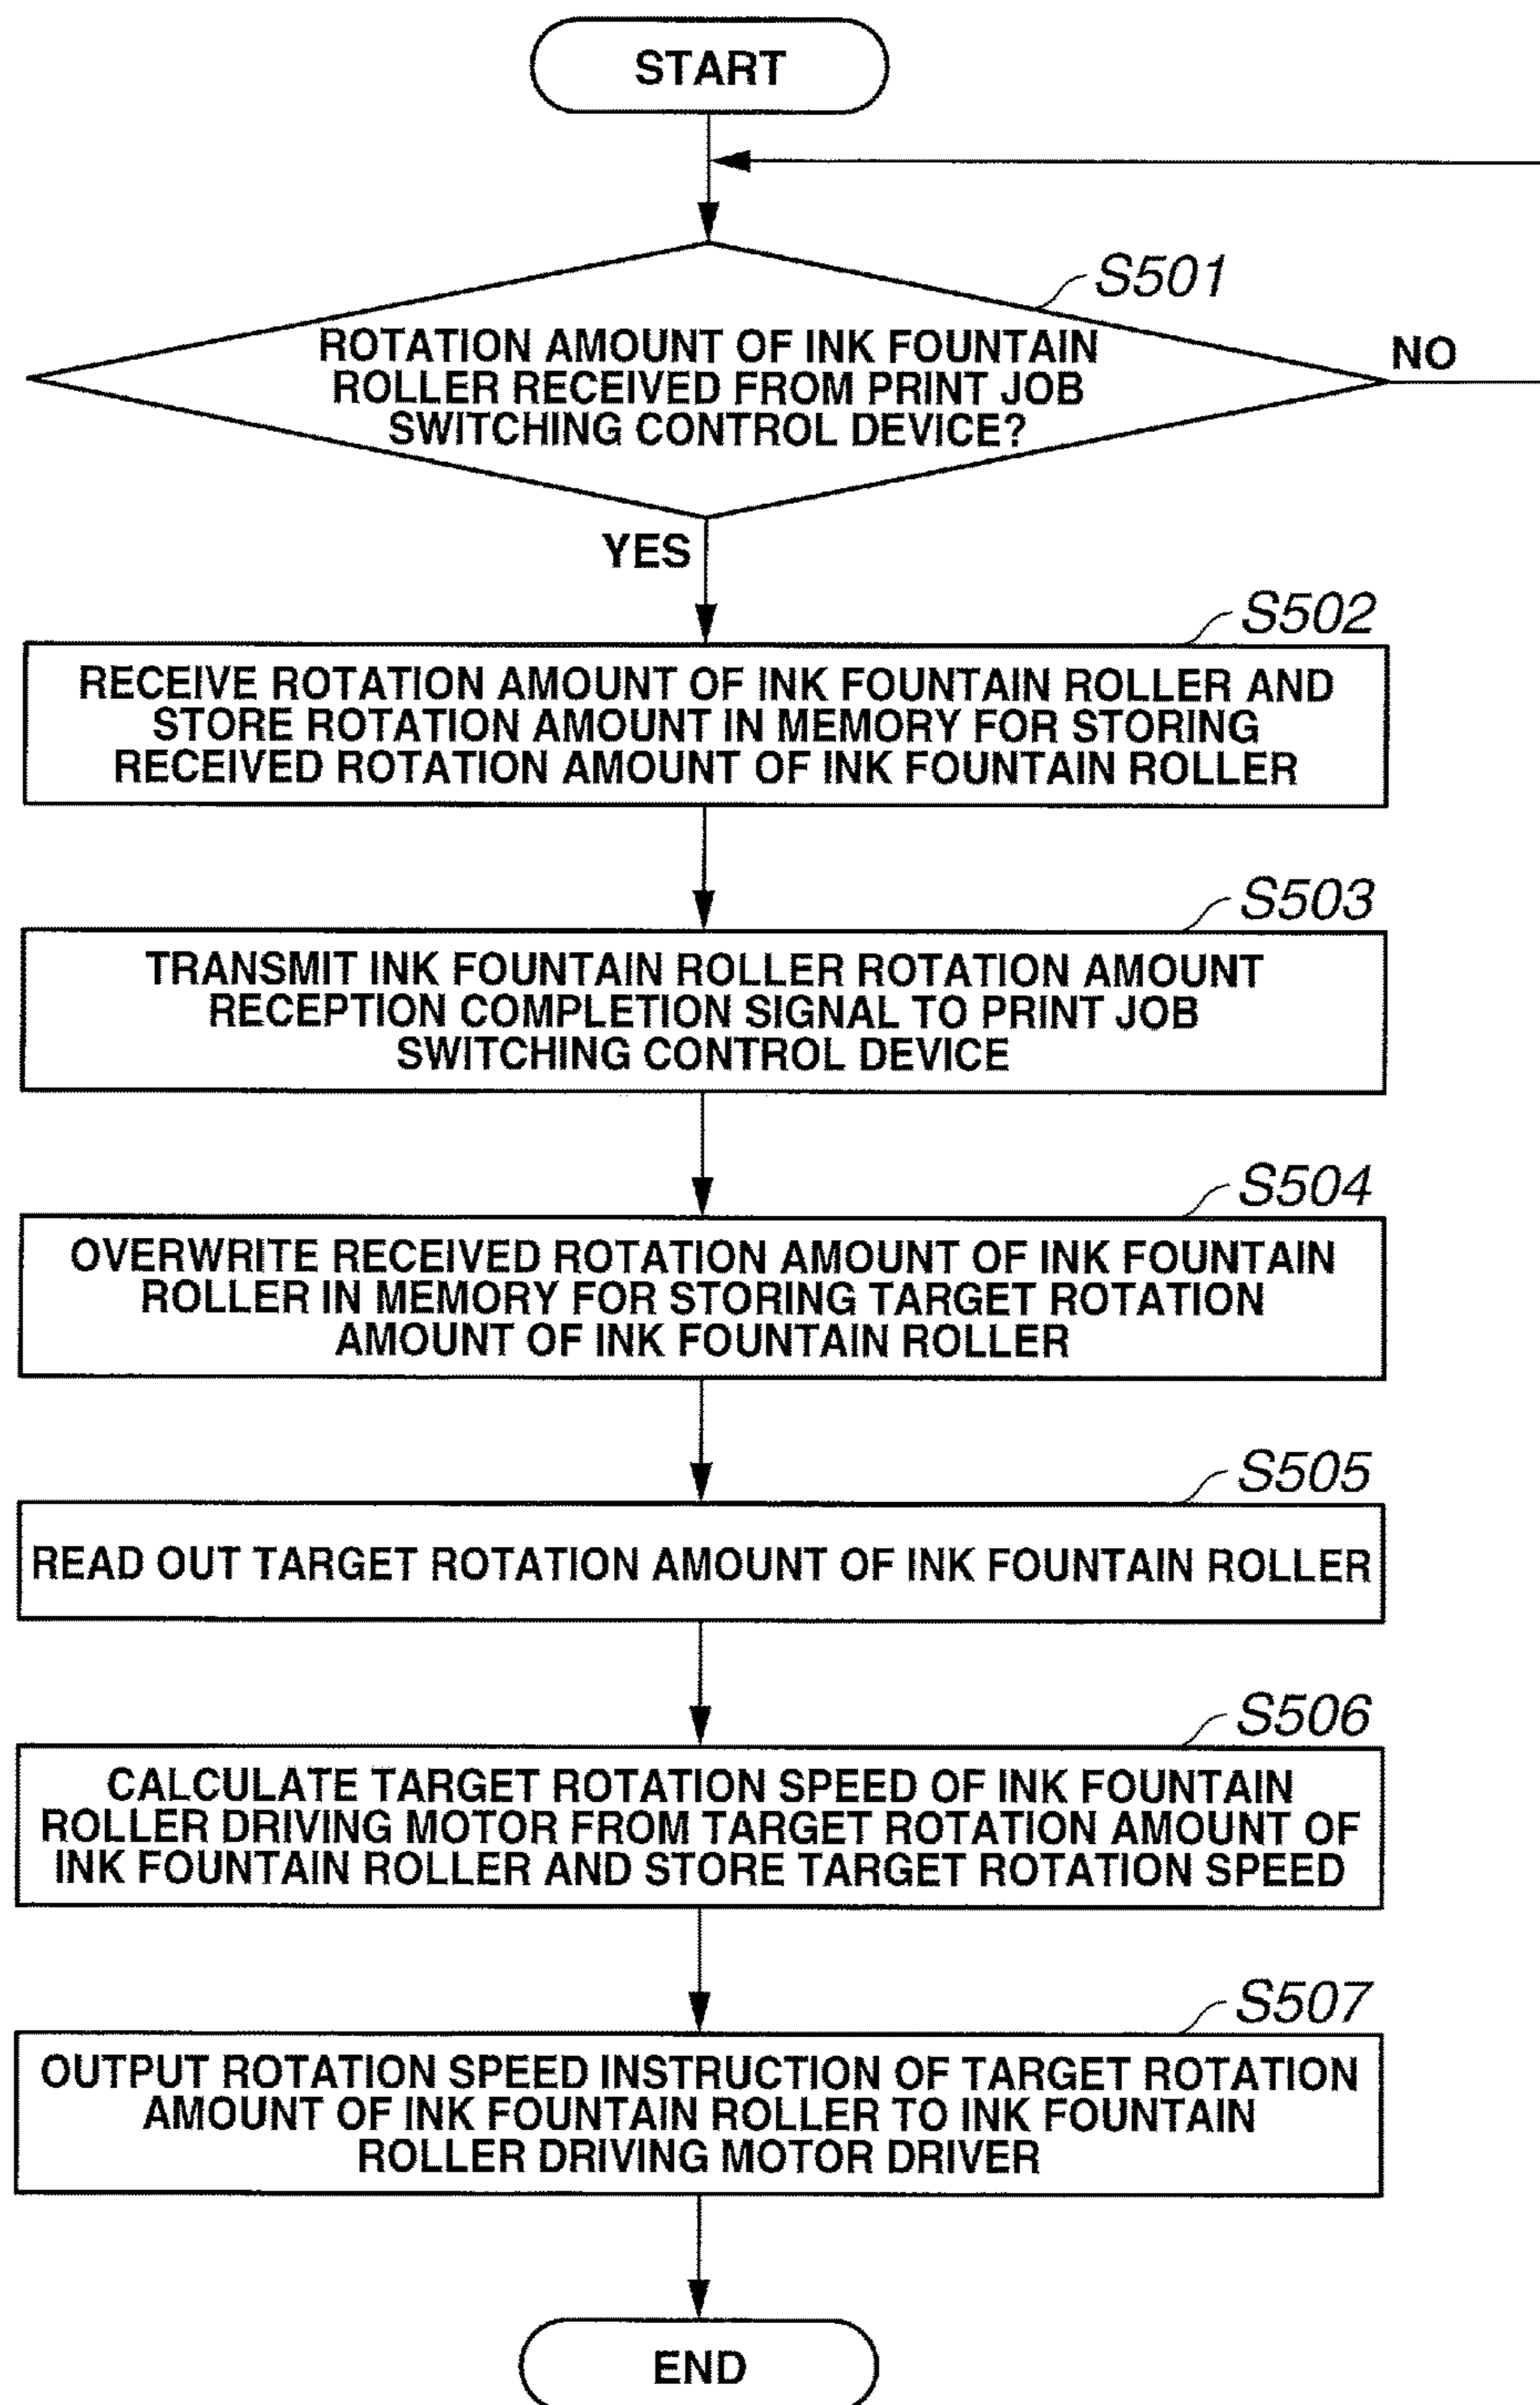 START
S501
ROTATION AMOUNT OF INK FOUNTAIN
ROLLER RECEIVED FROM PRINT JOB
SWITCHING CONTROL DEVICE?
NO
YES
S502
RECEIVE ROTATION AMOUNT OF INK FOUNTAIN ROLLER AND
STORE ROTATION AMOUNT IN MEMORY FOR STORING
RECEIVED ROTATION AMOUNT OF INK FOUNTAIN ROLLER
S503
TRANSMIT INK FOUNTAIN ROLLER ROTATION AMOUNT
RECEPTION COMPLETION SIGNAL TO PRINT JOB
SWITCHING CONTROL DEVICE
S504
OVERWRITE RECEIVED ROTATION AMOUNT OF INK FOUNTAIN
ROLLER IN MEMORY FOR STORING TARGET ROTATION
AMOUNT OF INK FOUNTAIN ROLLER
S505
READ OUT TARGET ROTATION AMOUNT OF INK FOUNTAIN ROLLER
S506
CALCULATE TARGET ROTATION SPEED OF INK FOUNTAIN
ROLLER DRIVING MOTOR FROM TARGET ROTATION AMOUNT OF
INK FOUNTAIN ROLLER AND STORE TARGET ROTATION SPEED
S507
OUTPUT ROTATION SPEED INSTRUCTION OF TARGET ROTATION
AMOUNT OF INK FOUNTAIN ROLLER TO INK FOUNTAIN
ROLLER DRIVING MOTOR DRIVER
END